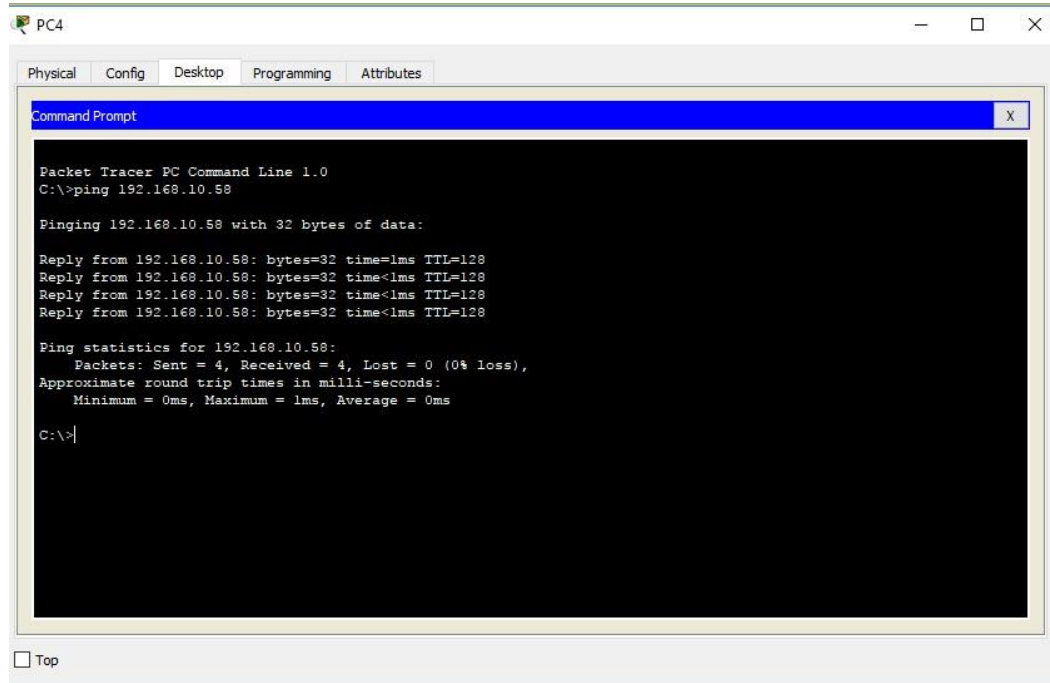 PC4
Physical Config Desktop Programming Attributes
Command Prompt X
Packet Tracer PC Command Line 1.0
C:\>ping 192.168.10.58
Pinging 192.168.10.58 with 32 bytes of data:
Reply from 192.168.10.58: bytes=32 time=1ms TTL=128
Reply from 192.168.10.58: bytes=32 time<1ms TTL=128
Reply from 192.168.10.58: bytes=32 time<1ms TTL=128
Reply from 192.168.10.58: bytes=32 time<1ms TTL=128
Ping statistics for 192.168.10.58:
Packets: Sent = 4, Received = 4, Lost = 0 (0% loss),
Approximate round trip times in milli-seconds:
Minimum = 0ms, Maximum = 1ms, Average = 0ms
C:\>
Top